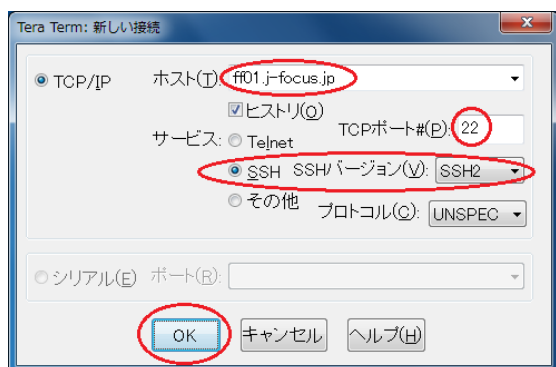 Tera Term: 新しい接続
TCP/IP ホスト(T): ff01.j-focus.jp
ヒストリ(O)
サービス: Telnet TCPポート#(P): 22
SSH SSHバージョン(V): SSH2
その他 プロトコル(C): UNSPEC
シリアル(E) ポート(R):
OK キャンセル ヘルプ(H)